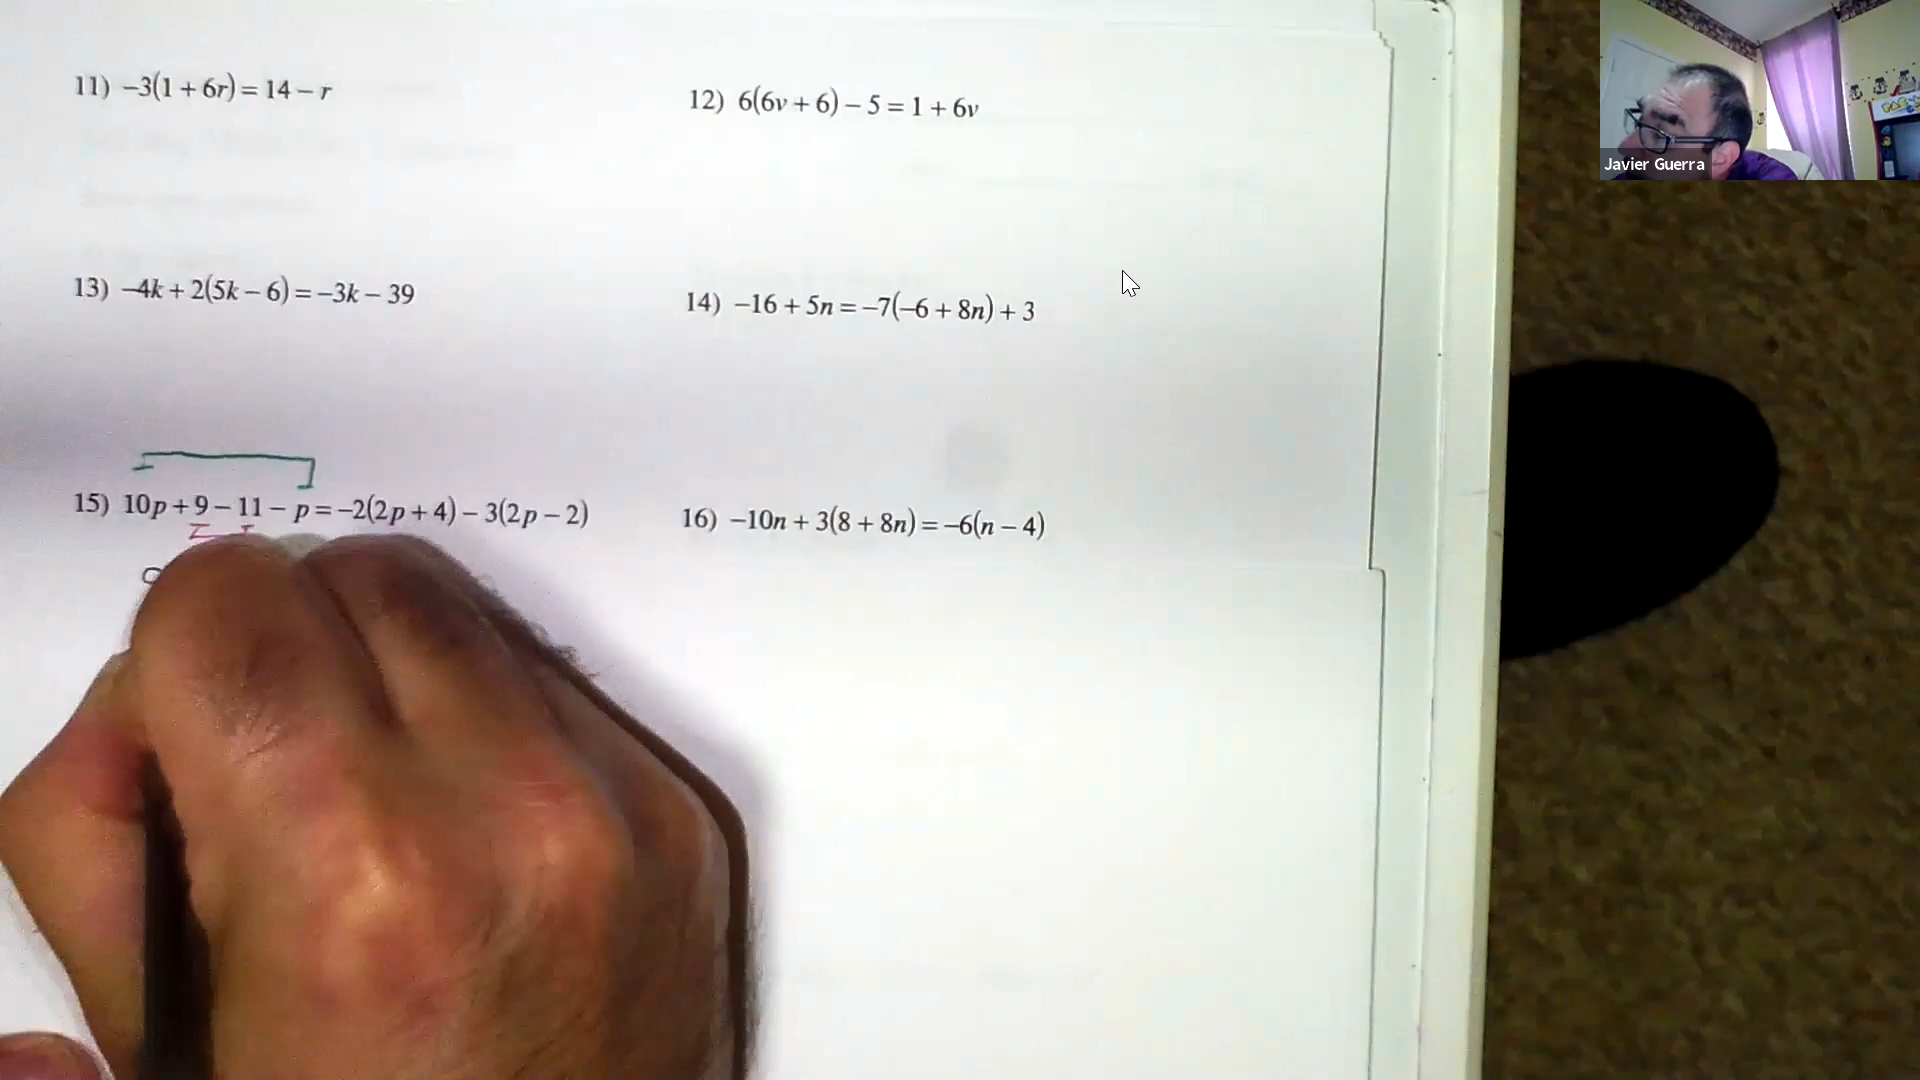 11) −3(1 + 6r) = 14 − r
12) 6(6v + 6) − 5 = 1 + 6v
13) −4k + 2(5k − 6) = −3k − 39
14) −16 + 5n = −7(−6 + 8n) + 3
15) 10p + 9 − 11 − p = −2(2p + 4) − 3(2p − 2)
16) −10n + 3(8 + 8n) = −6(n − 4)
Javier Guerra